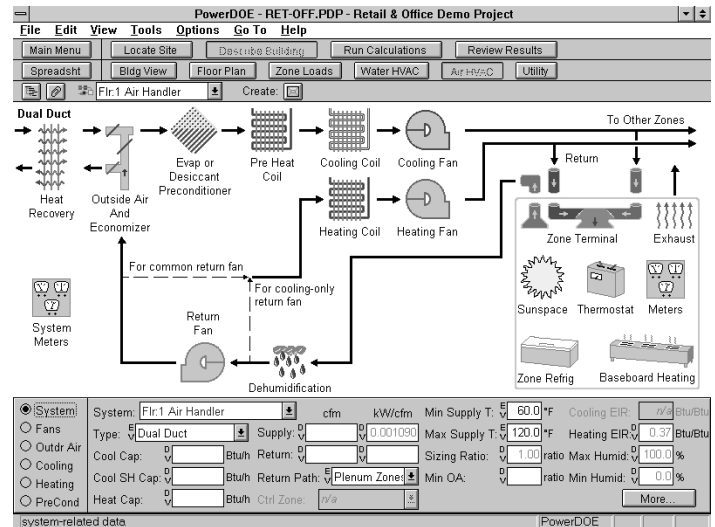 PowerDOE - RET-OFF.PDP - Retail & Office Demo Project
File Edit View Tools Options Go To Help
Main Menu Locate Site Describe Building Run Calculations Review Results
Spreadsht Bldg View Floor Plan Zone Loads Water HVAC Air HVAC Utility
Flr:1 Air Handler Create:
Dual Duct
To Other Zones
Return
Evap or
Desiccant
Preconditioner
Pre Heat
Coil
Cooling Coil
Cooling Fan
Heat
Recovery
Outside Air
And
Economizer
Heating Coil
Heating Fan
Zone Terminal
Exhaust
For common return fan
For cooling-only
return fan
System
Meters
Return
Fan
Dehumidification
Sunspace
Thermostat
Meters
Zone Refrig
Baseboard Heating
System
Fans
Outdr Air
Cooling
Heating
PreCond
System: Flr:1 Air Handler cfm kW/cfm Min Supply T: E 60.0 °F Cooling EIR: n/a Btu/Btu
Type: E Dual Duct Supply: D D 0.001090 Max Supply T: E 120.0 °F Heating EIR: D 0.37 Btu/Btu
Cool Cap: D Btu/h Return: D D Sizing Ratio: D 1.00 ratio Max Humid: D 100.0 %
Cool SH Cap: D Btu/h Return Path: E Plenum Zones Min OA: D ratio Min Humid: D 0.0 %
Heat Cap: D Btu/h Ctrl Zone: n/a More...
system-related data PowerDOE